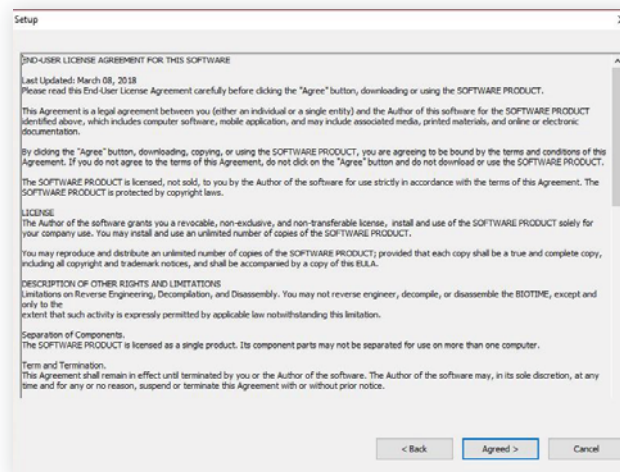 Setup
END-USER LICENSE AGREEMENT FOR THIS SOFTWARE
Last Updated: March 08, 2018
Please read this End-User License Agreement carefully before clicking the "Agree" button, downloading or using the SOFTWARE PRODUCT.
This Agreement is a legal agreement between you (either an individual or a single entity) and the Author of this software for the SOFTWARE PRODUCT
identified above, which includes computer software, mobile application, and may include associated media, printed materials, and online or electronic
documentation.
By clicking the "Agree" button, downloading, copying, or using the SOFTWARE PRODUCT, you are agreeing to be bound by the terms and conditions of this
Agreement. If you do not agree to the terms of this Agreement, do not click on the "Agree" button and do not download or use the SOFTWARE PRODUCT.
The SOFTWARE PRODUCT is licensed, not sold, to you by the Author of the software for use strictly in accordance with the terms of this Agreement. The
SOFTWARE PRODUCT is protected by copyright laws.
LICENSE
The Author of the software grants you a revocable, non-exclusive, and non-transferable license, install and use of the SOFTWARE PRODUCT solely for
your company use. You may install and use an unlimited number of copies of the SOFTWARE PRODUCT.
You may reproduce and distribute an unlimited number of copies of the SOFTWARE PRODUCT; provided that each copy shall be a true and complete copy,
including all copyright and trademark notices, and shall be accompanied by a copy of this EULA.
DESCRIPTION OF OTHER RIGHTS AND LIMITATIONS
Limitations on Reverse Engineering, Decompilation, and Disassembly. You may not reverse engineer, decompile, or disassemble the BIOTIME, except and
only to the
extent that such activity is expressly permitted by applicable law notwithstanding this limitation.
Separation of Components.
The SOFTWARE PRODUCT is licensed as a single product. Its component parts may not be separated for use on more than one computer.
Term and Termination.
This Agreement shall remain in effect until terminated by you or the Author of the software. The Author of the software may, in its sole discretion, at any
time and for any or no reason, suspend or terminate this Agreement with or without prior notice.
< Back Agreed > Cancel